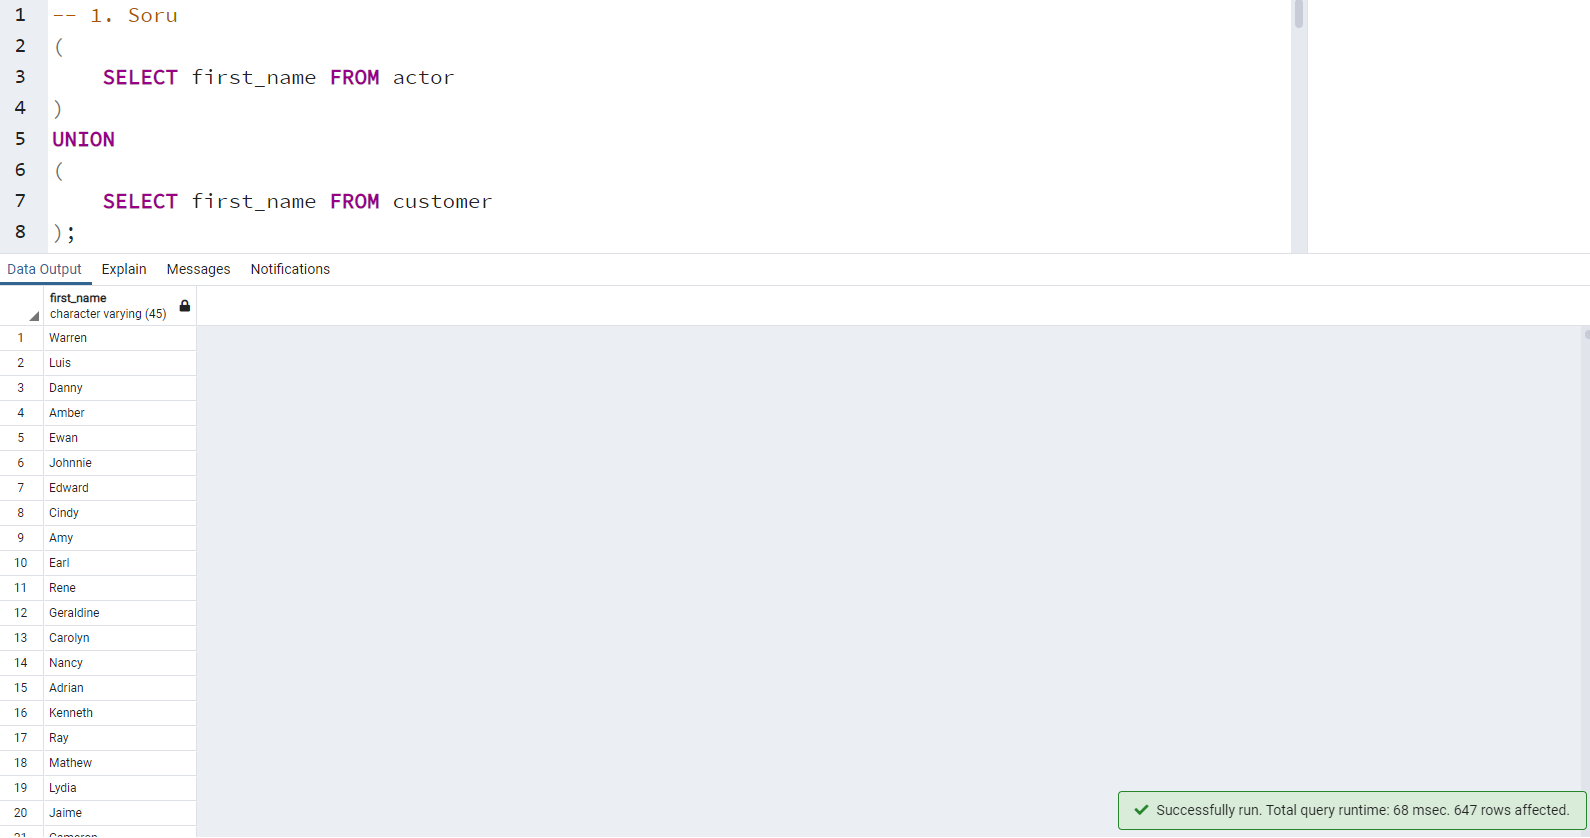 1 -- 1. Soru
2 (
3 SELECT first_name FROM actor
4 )
5 UNION
6 (
7 SELECT first_name FROM customer
8 );
Data Output Explain Messages Notifications
first_name
character varying (45)
1 Warren
2 Luis
3 Danny
4 Amber
5 Ewan
6 Johnnie
7 Edward
8 Cindy
9 Amy
10 Earl
11 Rene
12 Geraldine
13 Carolyn
14 Nancy
15 Adrian
16 Kenneth
17 Ray
18 Mathew
19 Lydia
20 Jaime
21 Cameron
Successfully run. Total query runtime: 68 msec. 647 rows affected.